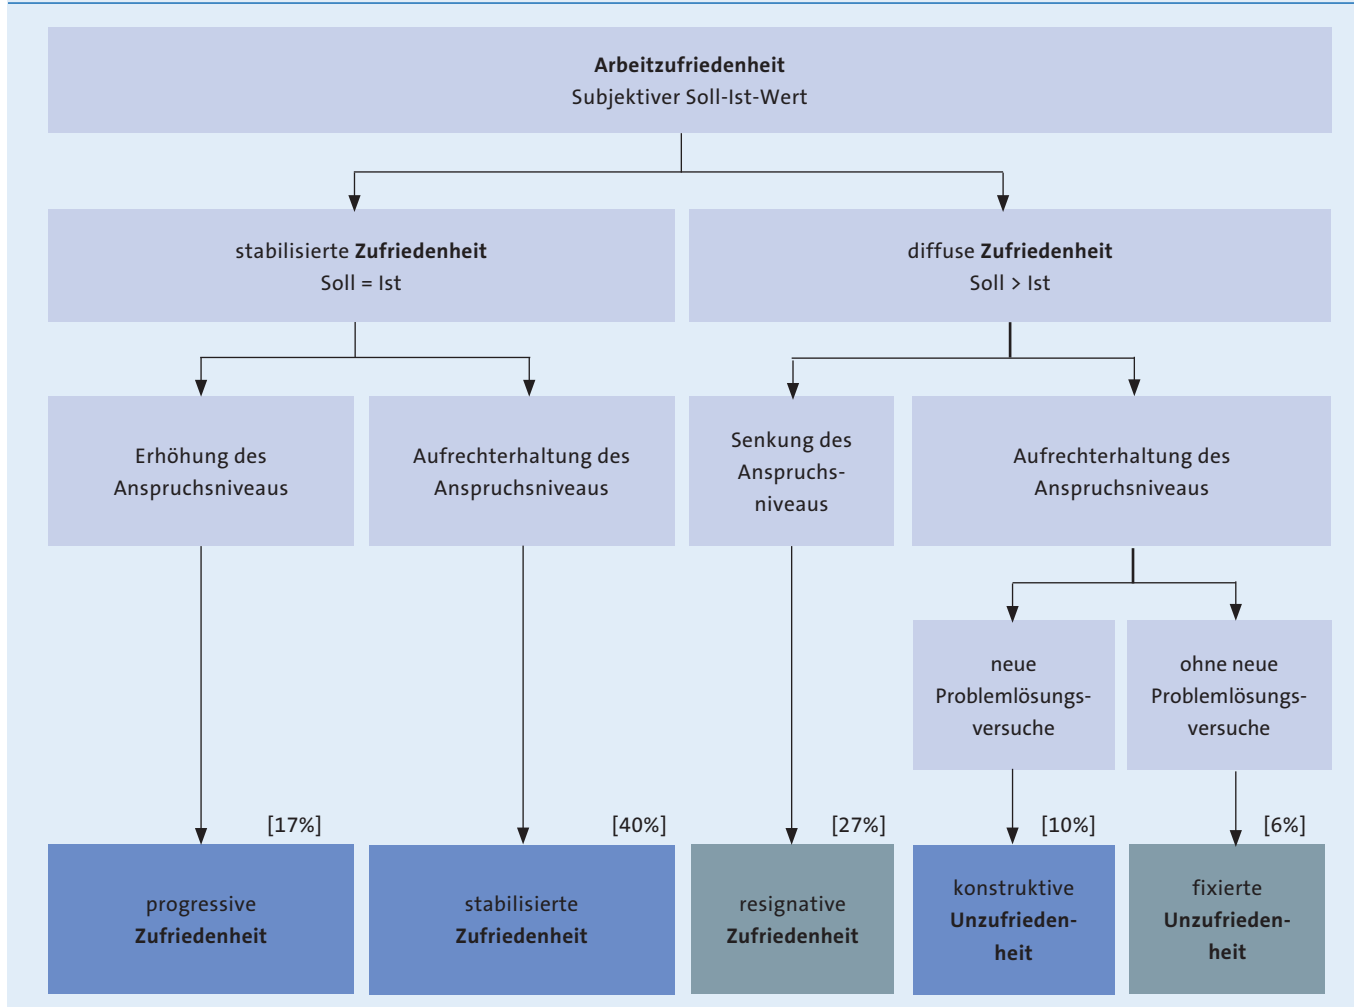 Arbeitzufriedenheit
Subjektiver Soll-Ist-Wert
stabilisierte Zufriedenheit
Soll = Ist
diffuse Zufriedenheit
Soll > Ist
Erhöhung des
Anspruchsniveaus
Aufrechterhaltung des
Anspruchsniveaus
Senkung des
Anspruchs-
niveaus
Aufrechterhaltung des
Anspruchsniveaus
neue
Problemlösungs-
versuche
ohne neue
Problemlösungs-
versuche
[17%]
[40%]
[27%]
[10%]
[6%]
progressive
Zufriedenheit
stabilisierte
Zufriedenheit
resignative
Zufriedenheit
konstruktive
Unzufrieden-
heit
fixierte
Unzufrieden-
heit